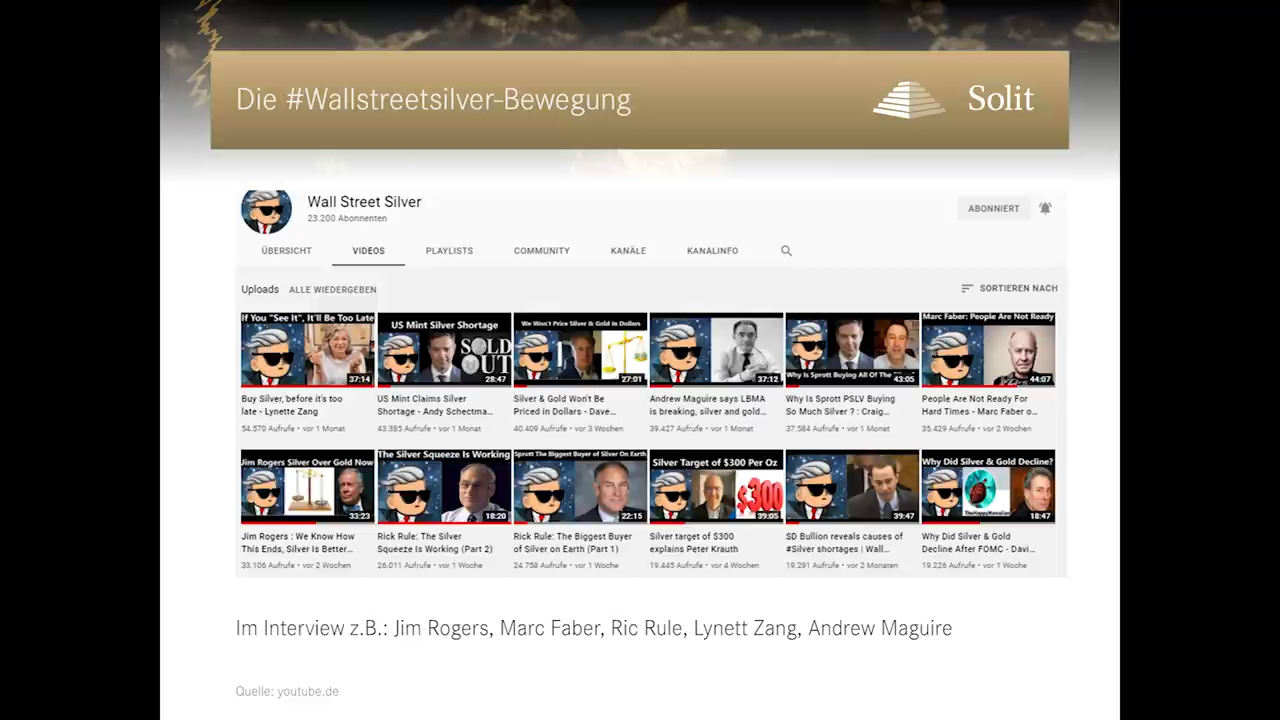 Die #Wallstreetsilver-Bewegung
Solit
Wall Street Silver
23.200 Abonnenten
ABONNIERT
ÜBERSICHT VIDEOS PLAYLISTS COMMUNITY KANÄLE KANALINFO
Uploads ALLE WIEDERGEBEN
SORTIEREN NACH
If You "See It", It'll Be Too Late
37:14
US Mint Silver Shortage
SOLD
OUT
28:47
We Won't Price Silver & Gold in Dollars
27:01
37:12
Why Is Sprott Buying All Of The
43:05
Marc Faber: People Are Not Ready
44:07
Buy Silver, before it's too
late - Lynette Zang
54.570 Aufrufe • vor 1 Monat
US Mint Claims Silver
Shortage - Andy Schectma...
43.385 Aufrufe • vor 1 Monat
Silver & Gold Won't Be
Priced in Dollars - Dave...
40.409 Aufrufe • vor 3 Wochen
Andrew Maguire says LBMA
is breaking, silver and gold...
39.427 Aufrufe • vor 1 Monat
Why Is Sprott PSLV Buying
So Much Silver ? : Craig...
37.584 Aufrufe • vor 1 Monat
People Are Not Ready For
Hard Times - Marc Faber o...
35.429 Aufrufe • vor 2 Wochen
Jim Rogers Silver Over Gold Now
33:23
The Silver Squeeze Is Working
18:20
Sprott The Biggest Buyer of Silver On Earth
22:15
Silver Target of $300 Per Oz
$300
39:05
39:47
Why Did Silver & Gold Decline?
18:47
Jim Rogers : We Know How
This Ends, Silver Is Better...
33.106 Aufrufe • vor 2 Wochen
Rick Rule: The Silver
Squeeze Is Working (Part 2)
26.011 Aufrufe • vor 1 Woche
Rick Rule: The Biggest Buyer
of Silver on Earth (Part 1)
24.758 Aufrufe • vor 1 Woche
Silver target of $300
explains Peter Krauth
19.445 Aufrufe • vor 4 Wochen
SD Bullion reveals causes of
#Silver shortages | Wall...
19.291 Aufrufe • vor 2 Monaten
Why Did Silver & Gold
Decline After FOMC - Davi...
19.226 Aufrufe • vor 1 Woche
Im Interview z.B.: Jim Rogers, Marc Faber, Ric Rule, Lynett Zang, Andrew Maguire
Quelle: youtube.de